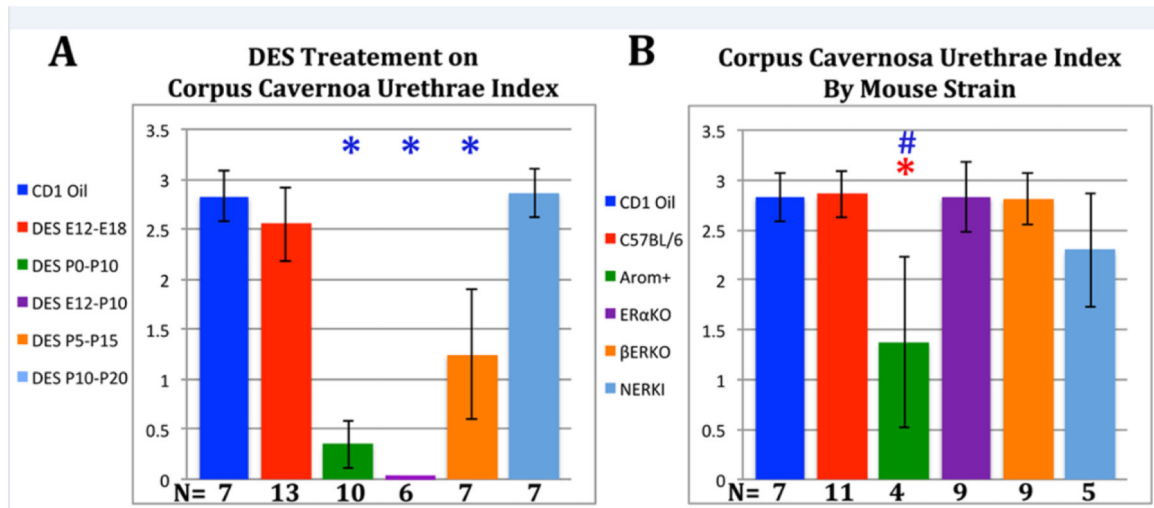 A
DES Treatement on
Corpus Cavernoa Urethrae Index
3.5
3
2.5
2
1.5
1
0.5
0
* * *
CD1 Oil
DES E12-E18
DES P0-P10
DES E12-P10
DES P5-P15
DES P10-P20
N= 7 13 10 6 7 7
B
Corpus Cavernosa Urethrae Index
By Mouse Strain
3.5
3
2.5
2
1.5
1
0.5
0
#
*
CD1 Oil
C57BL/6
Arom+
ERαKO
βERKO
NERKI
N= 7 11 4 9 9 5